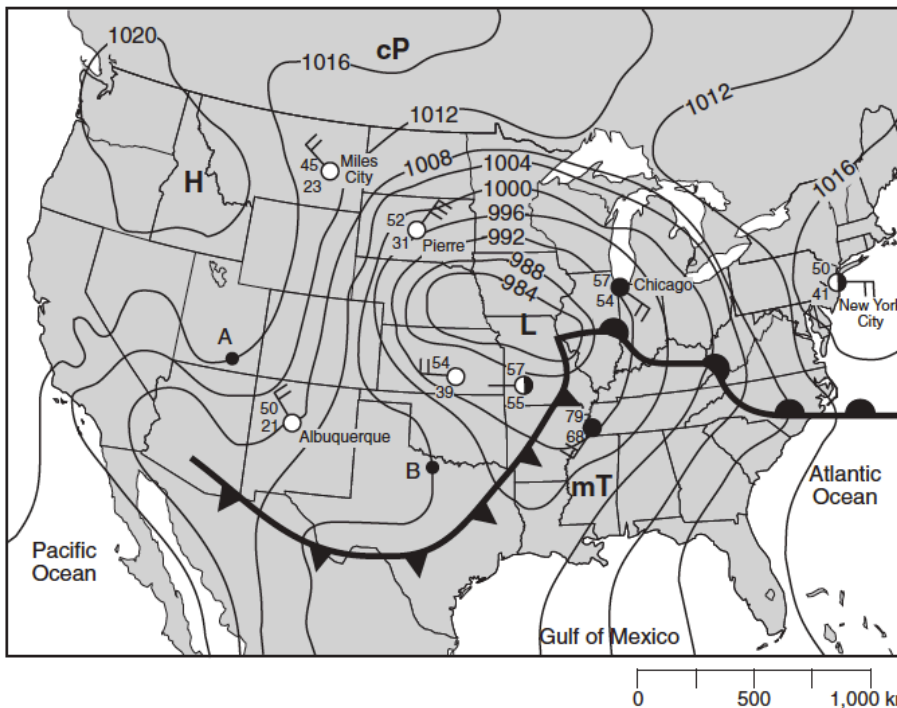 1020
1016
cP
1012
1012
1008
1004
1000
996
992
988
984
1016
45
Miles
City
23
H
52
31
Pierre
57
Chicago
54
50
41
New York
City
L
A
54
39
57
55
50
21
Albuquerque
79
68
B
mT
Atlantic
Ocean
Pacific
Ocean
Gulf of Mexico
0 500 1,000